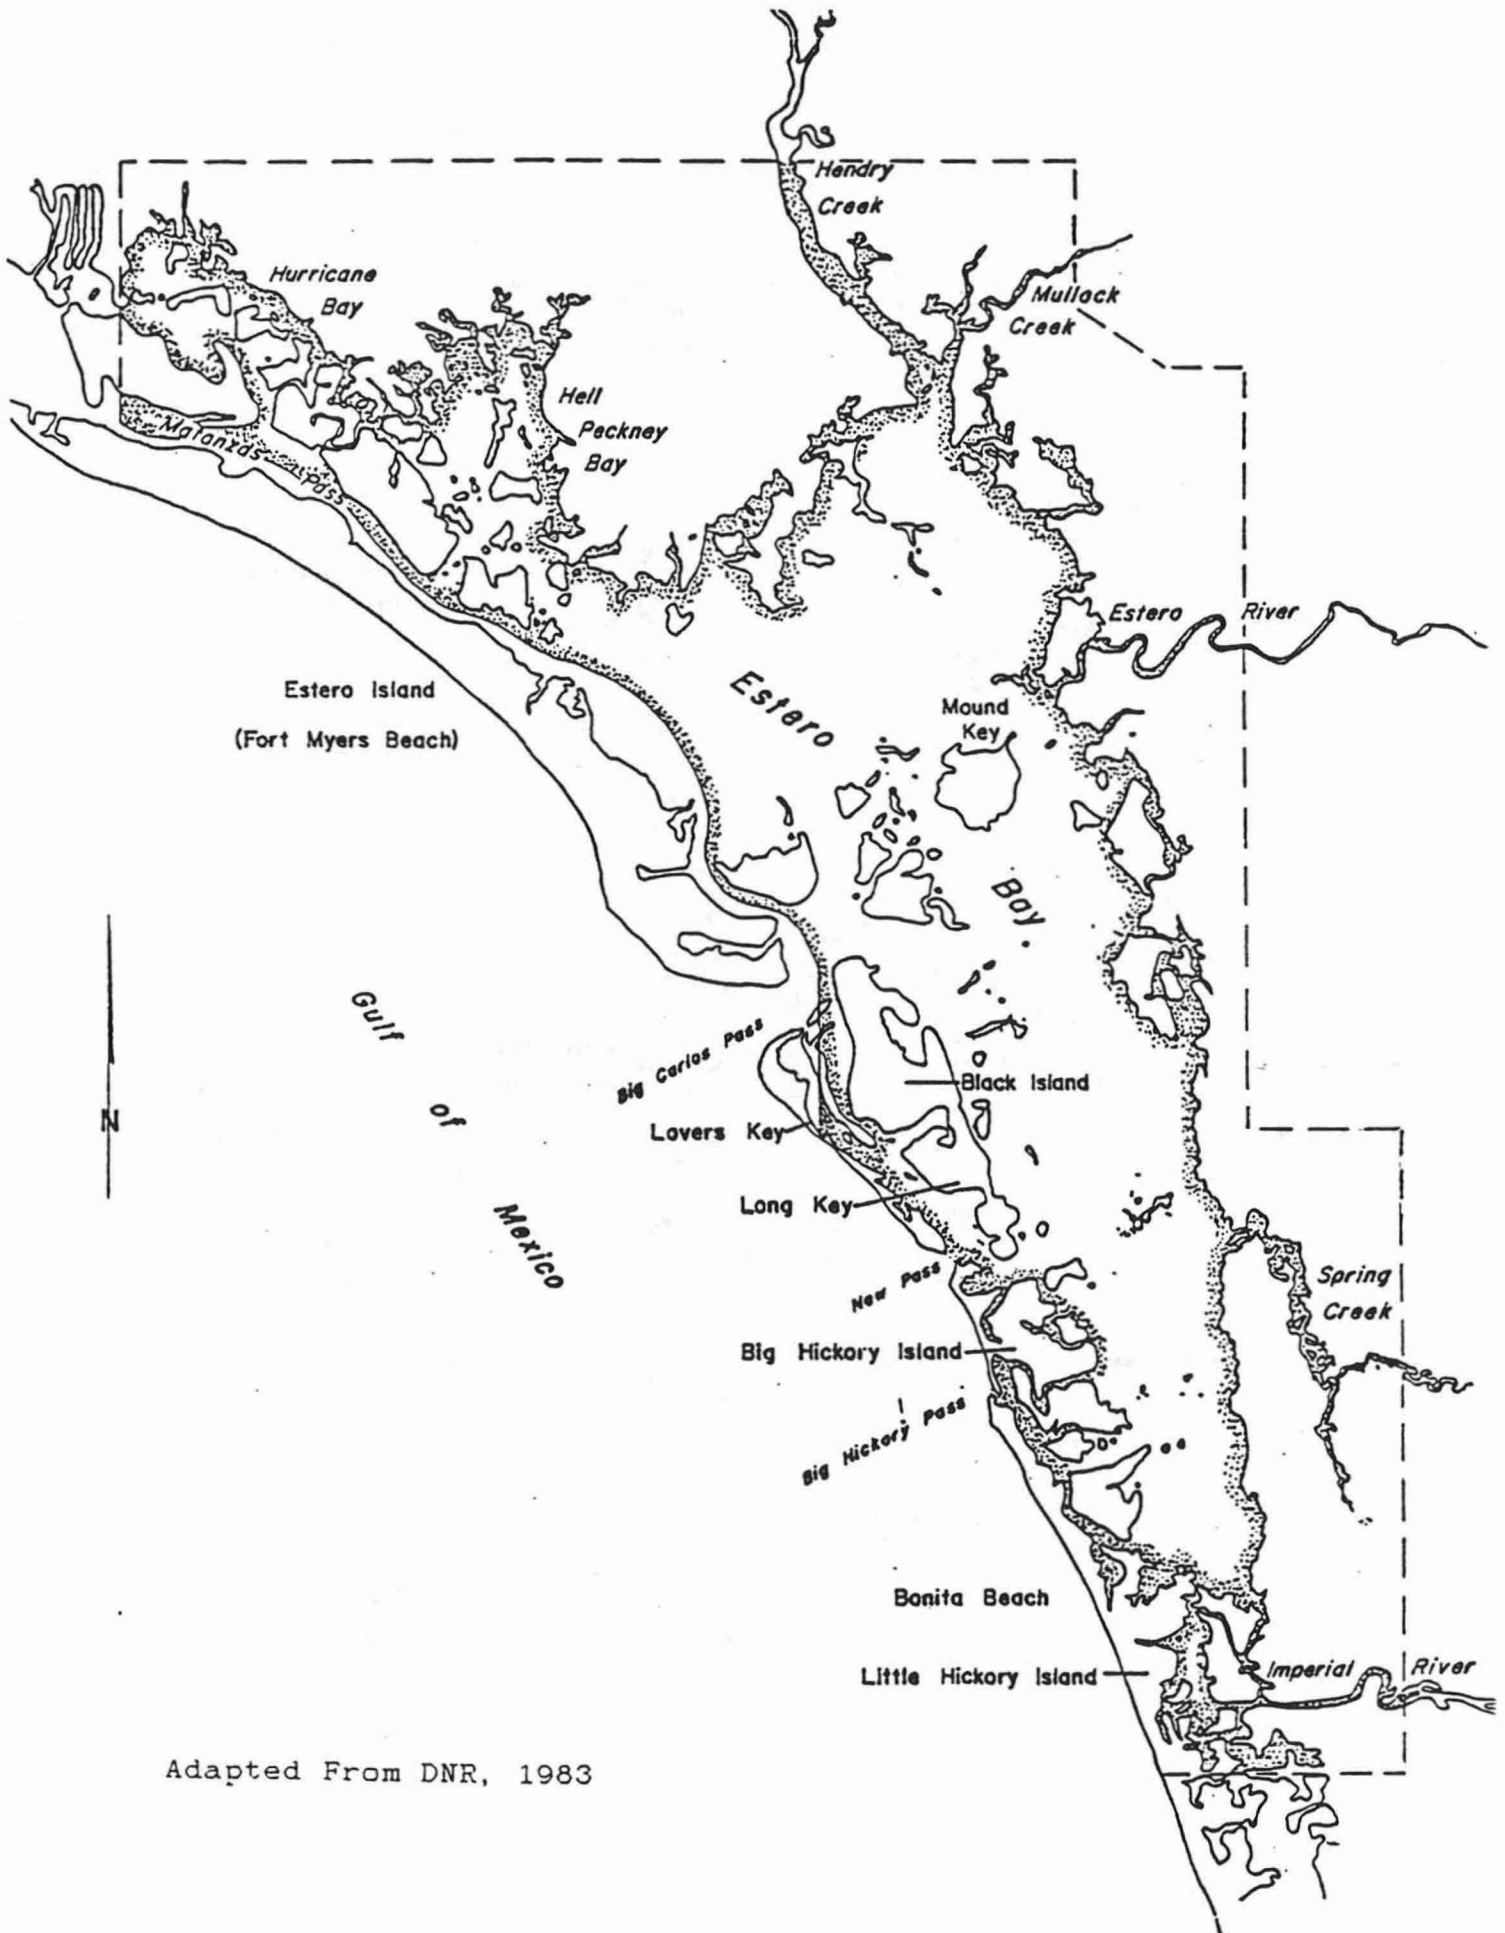 Hendry
Creek
Hurricane
Bay
Mullock
Creek
Hell
Peckney
Bay
Matanzas Pass
Estero River
Estero Island
(Fort Myers Beach)
Estero
Bay
Mound
Key
Gulf
of
Mexico
N
Big Carlos Pass
Black Island
Lovers Key
Long Key
New Pass
Spring
Creek
Big Hickory Island
Big Hickory Pass
Bonita Beach
Little Hickory Island
Imperial River
Adapted From DNR, 1983